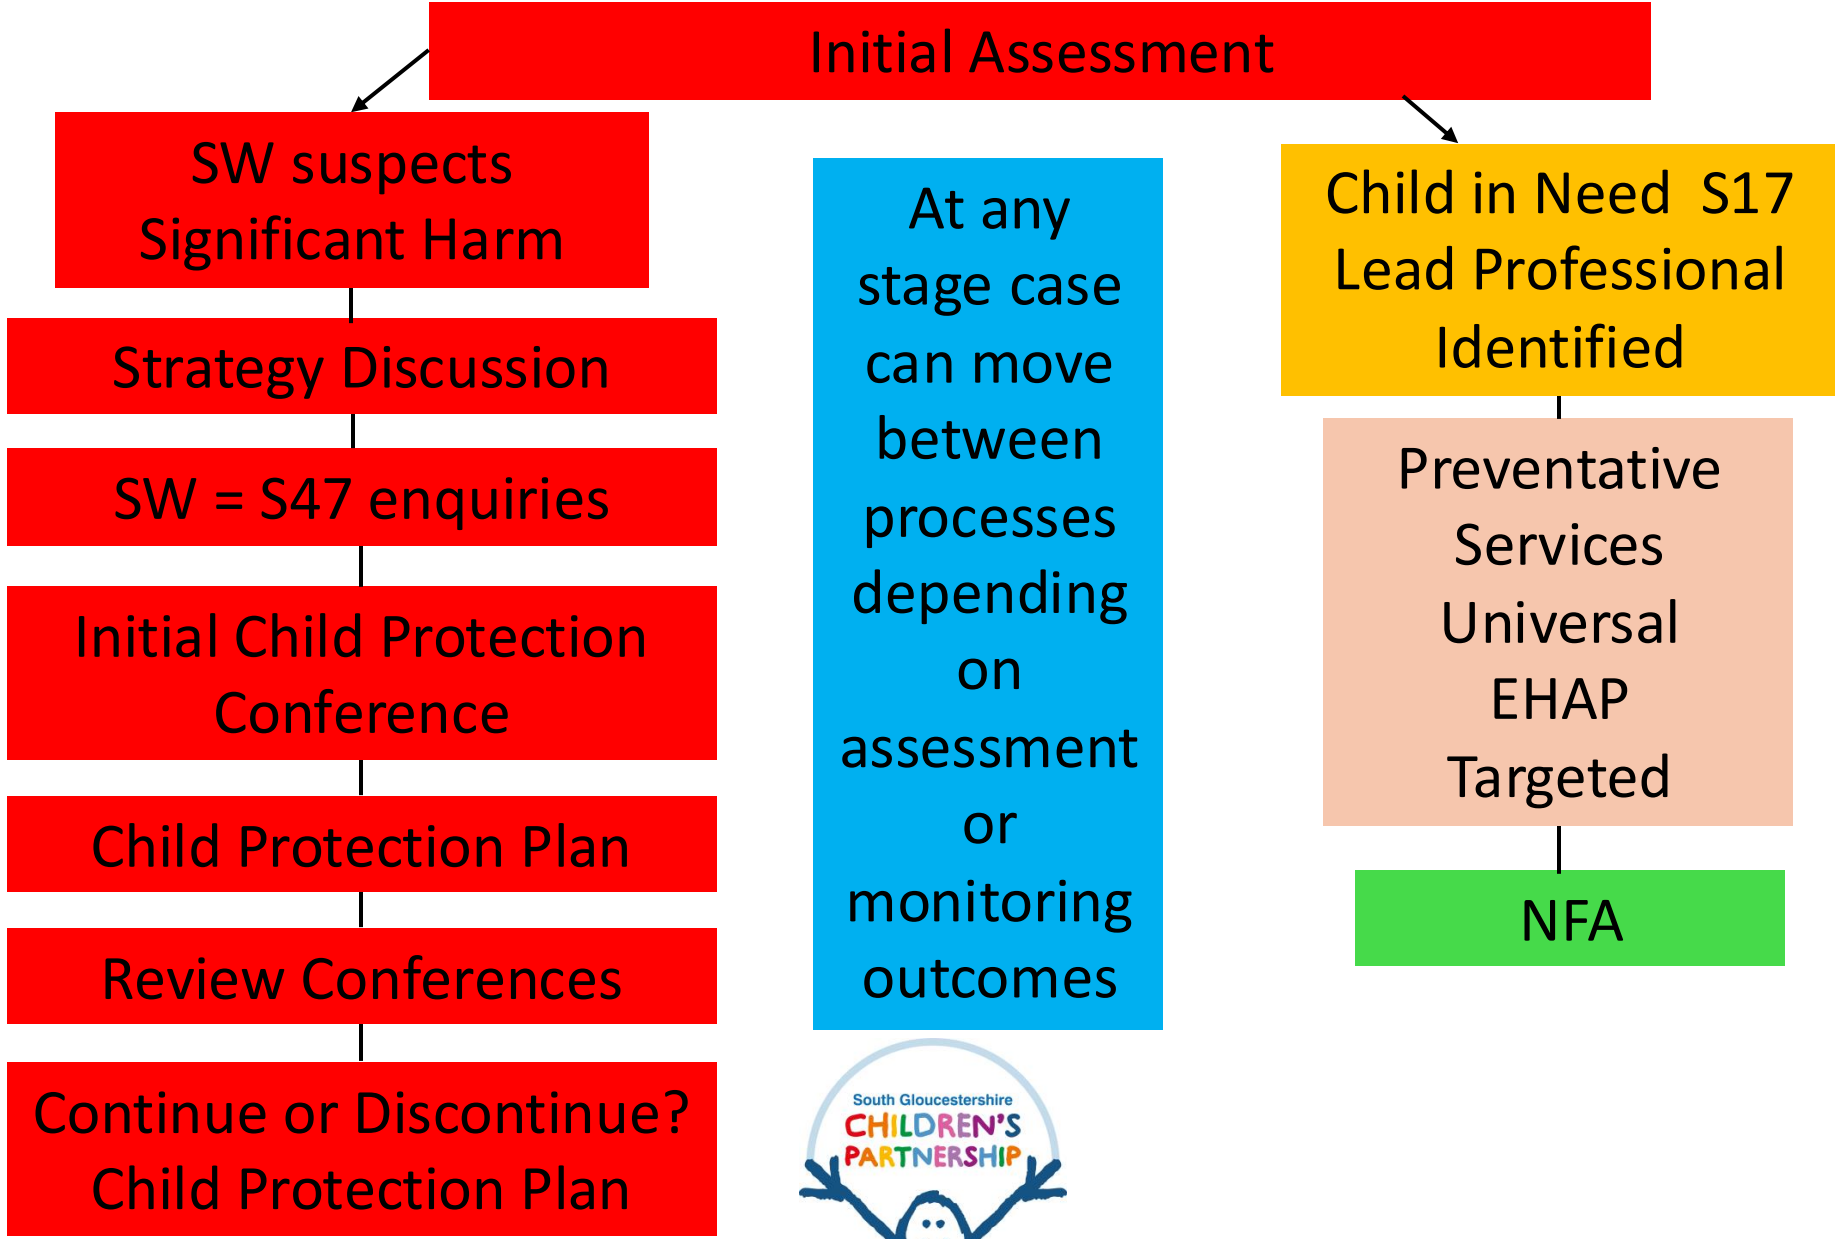 Initial Assessment
SW suspects
Significant Harm
Strategy Discussion
SW = S47 enquiries
Initial Child Protection
Conference
Child Protection Plan
Review Conferences
Continue or Discontinue?
Child Protection Plan
At any
stage case
can move
between
processes
depending
on
assessment
or
monitoring
outcomes
South Gloucestershire
CHILDREN'S
PARTNERSHIP
Child in Need  S17
Lead Professional
Identified
Preventative
Services
Universal
EHAP
Targeted
NFA